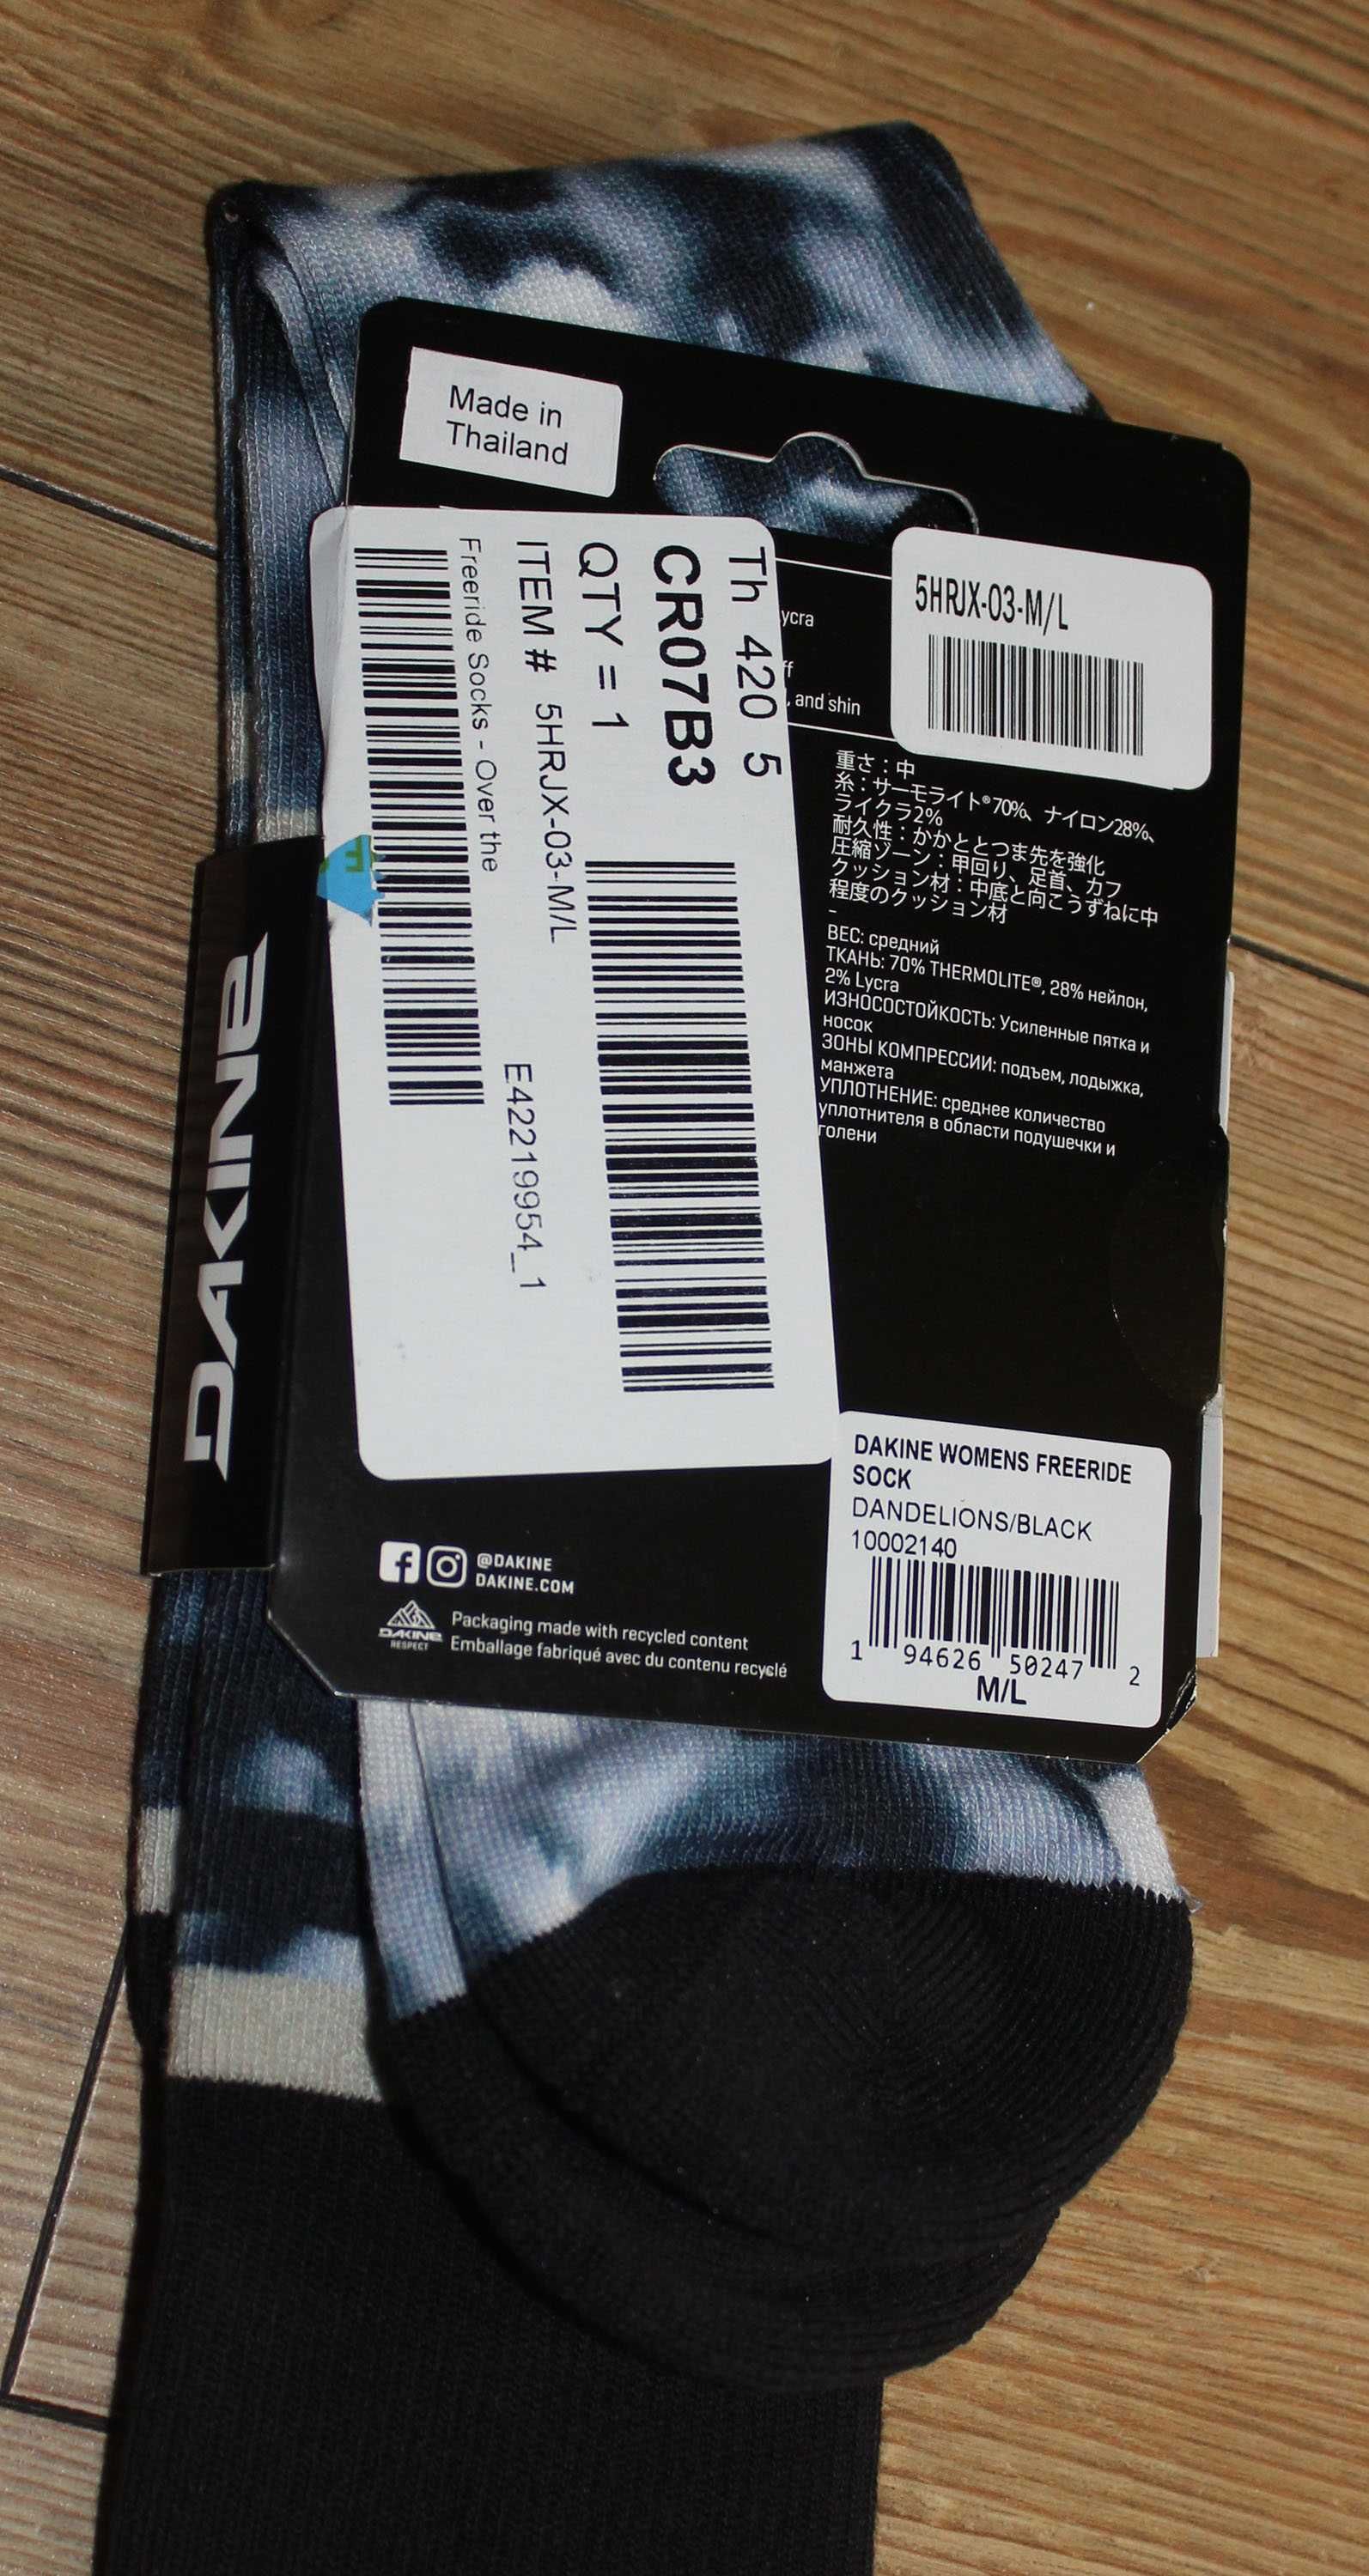 Made in
Thailand
Th 420 5
CR07B3
QTY = 1
ITEM # 5HRJX-03-M/L
E42219954_1
Freeride Socks - Over the
5HRJX-03-M/L
and shin
重さ：中
糸：サーモライト®70%、ナイロン28%、
ライクラ2%
耐久性：かかととつま先を強化
圧縮ゾーン：甲回り、足首、カフ
クッション材：中底と向こうずねに中
程度のクッション材
-
ВЕС: средний
ТКАНЬ: 70% THERMOLITE®, 28% нейлон,
2% Lycra
ИЗНОСОСТОЙКОСТЬ: Усиленные пятка и
носок
ЗОНЫ КОМПРЕССИИ: подъем, лодыжка,
манжета
УПЛОТНЕНИЕ: среднее количество
уплотнителя в области подушечки и
голени
DAKINE
DAKINE WOMENS FREERIDE
SOCK
DANDELIONS/BLACK
10002140
1 94626 50247 2
M/L
@DAKINE
DAKINE.COM
DAKINE
RESPECT
Packaging made with recycled content
Emballage fabriqué avec du contenu recyclé